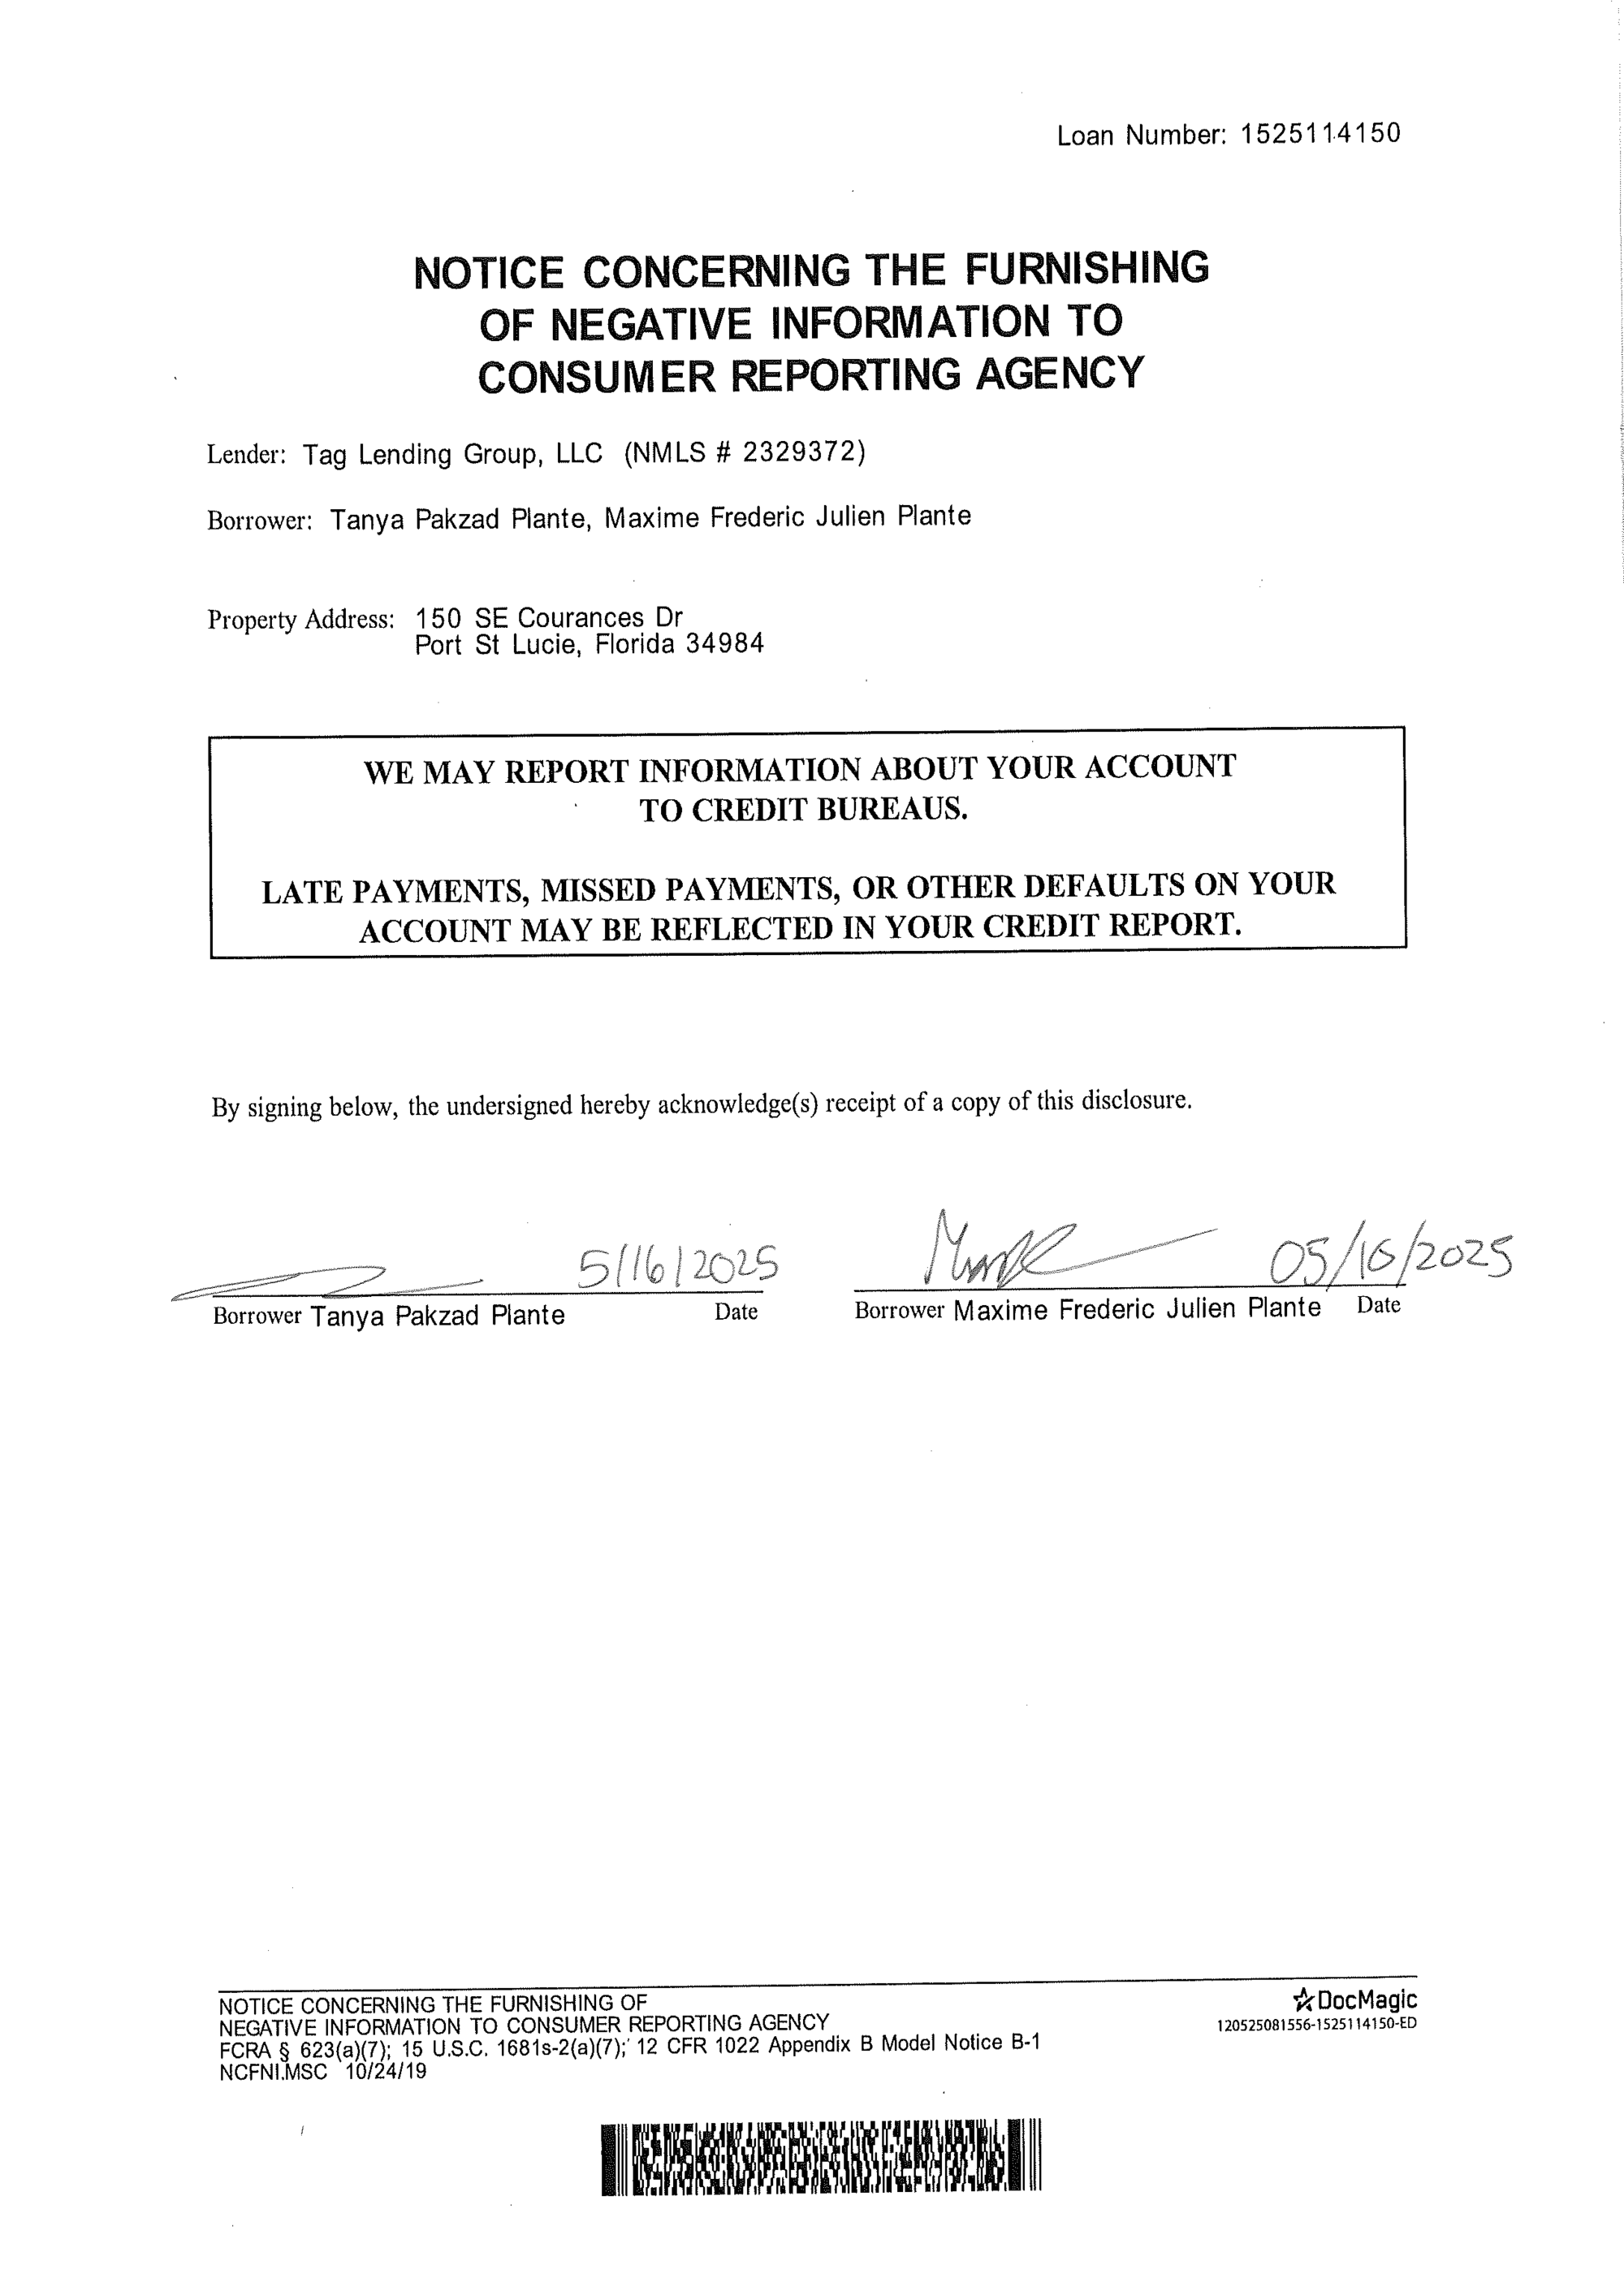 Loan Number: 1525114150
NOTICE CONCERNING THE FURNISHING
OF NEGATIVE INFORMATION TO
CONSUMER REPORTING AGENCY
Lender: Tag Lending Group, LLC (NMLS # 2329372)
Borrower: Tanya Pakzad Plante, Maxime Frederic Julien Plante
Property Address: 150 SE Courances Dr
Port St Lucie, Florida 34984
WE MAY REPORT INFORMATION ABOUT YOUR ACCOUNT
TO CREDIT BUREAUS.
LATE PAYMENTS, MISSED PAYMENTS, OR OTHER DEFAULTS ON YOUR
ACCOUNT MAY BE REFLECTED IN YOUR CREDIT REPORT.
By signing below, the undersigned hereby acknowledge(s) receipt of a copy of this disclosure.
5/16/2025 05/16/2025
Borrower Tanya Pakzad Plante Date Borrower Maxime Frederic Julien Plante Date
NOTICE CONCERNING THE FURNISHING OF
NEGATIVE INFORMATION TO CONSUMER REPORTING AGENCY
FCRA § 623(a)(7); 15 U.S.C. 1681s-2(a)(7); 12 CFR 1022 Appendix B Model Notice B-1
NCFNI.MSC 10/24/19
DocMagic
120525081556-1525114150-ED